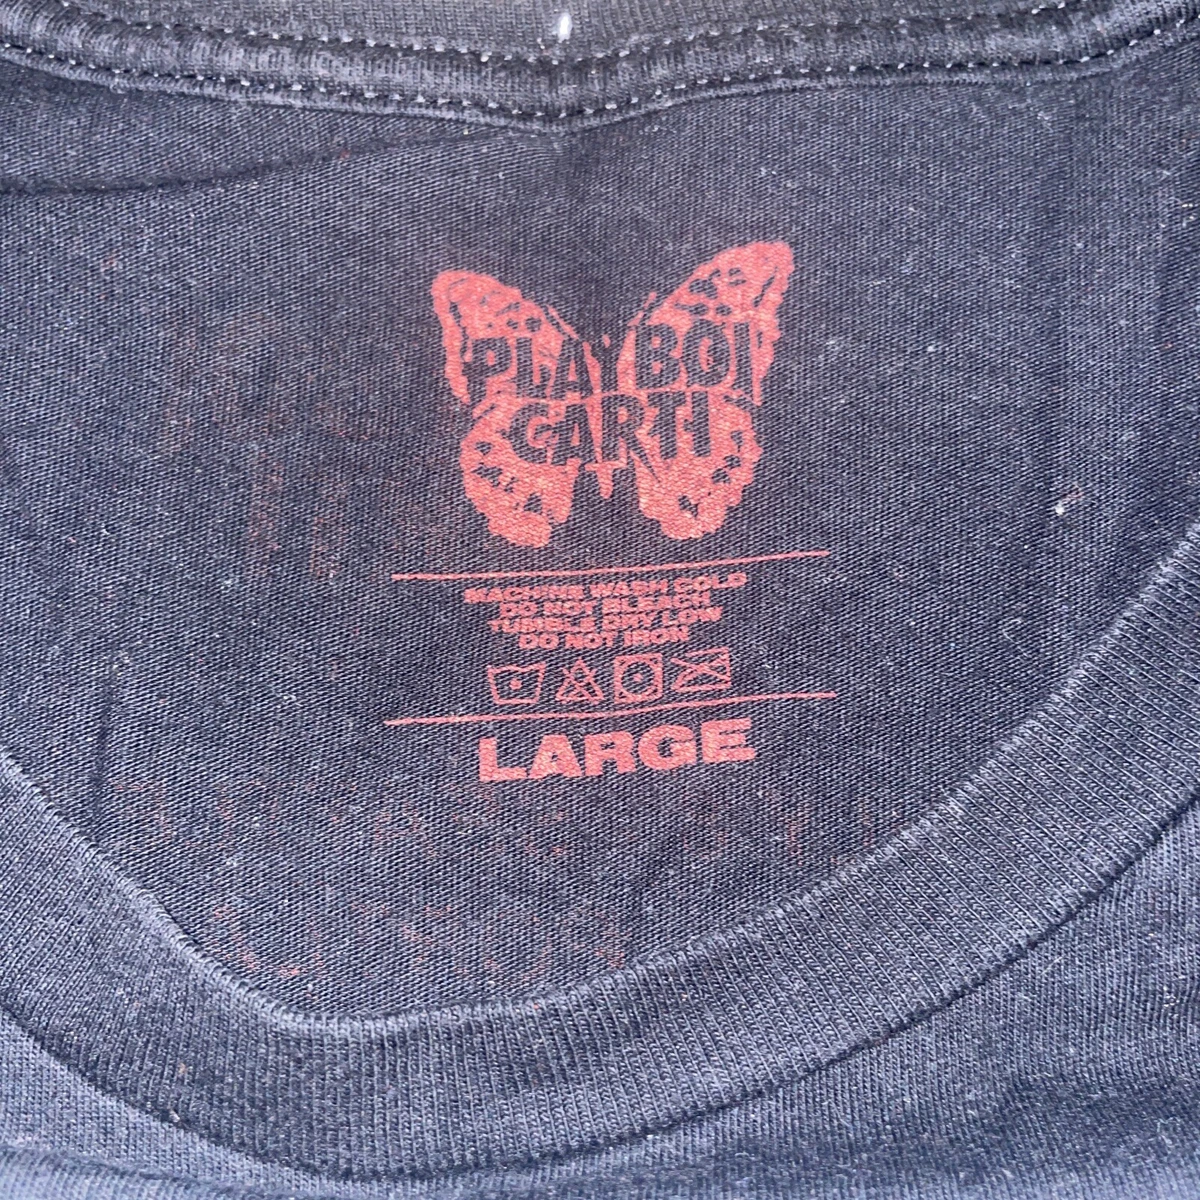 PLAYBOI
CARTI
MACHINE WASH COLD
DO NOT BLEACH
TUMBLE DRY LOW
DO NOT IRON
LARGE